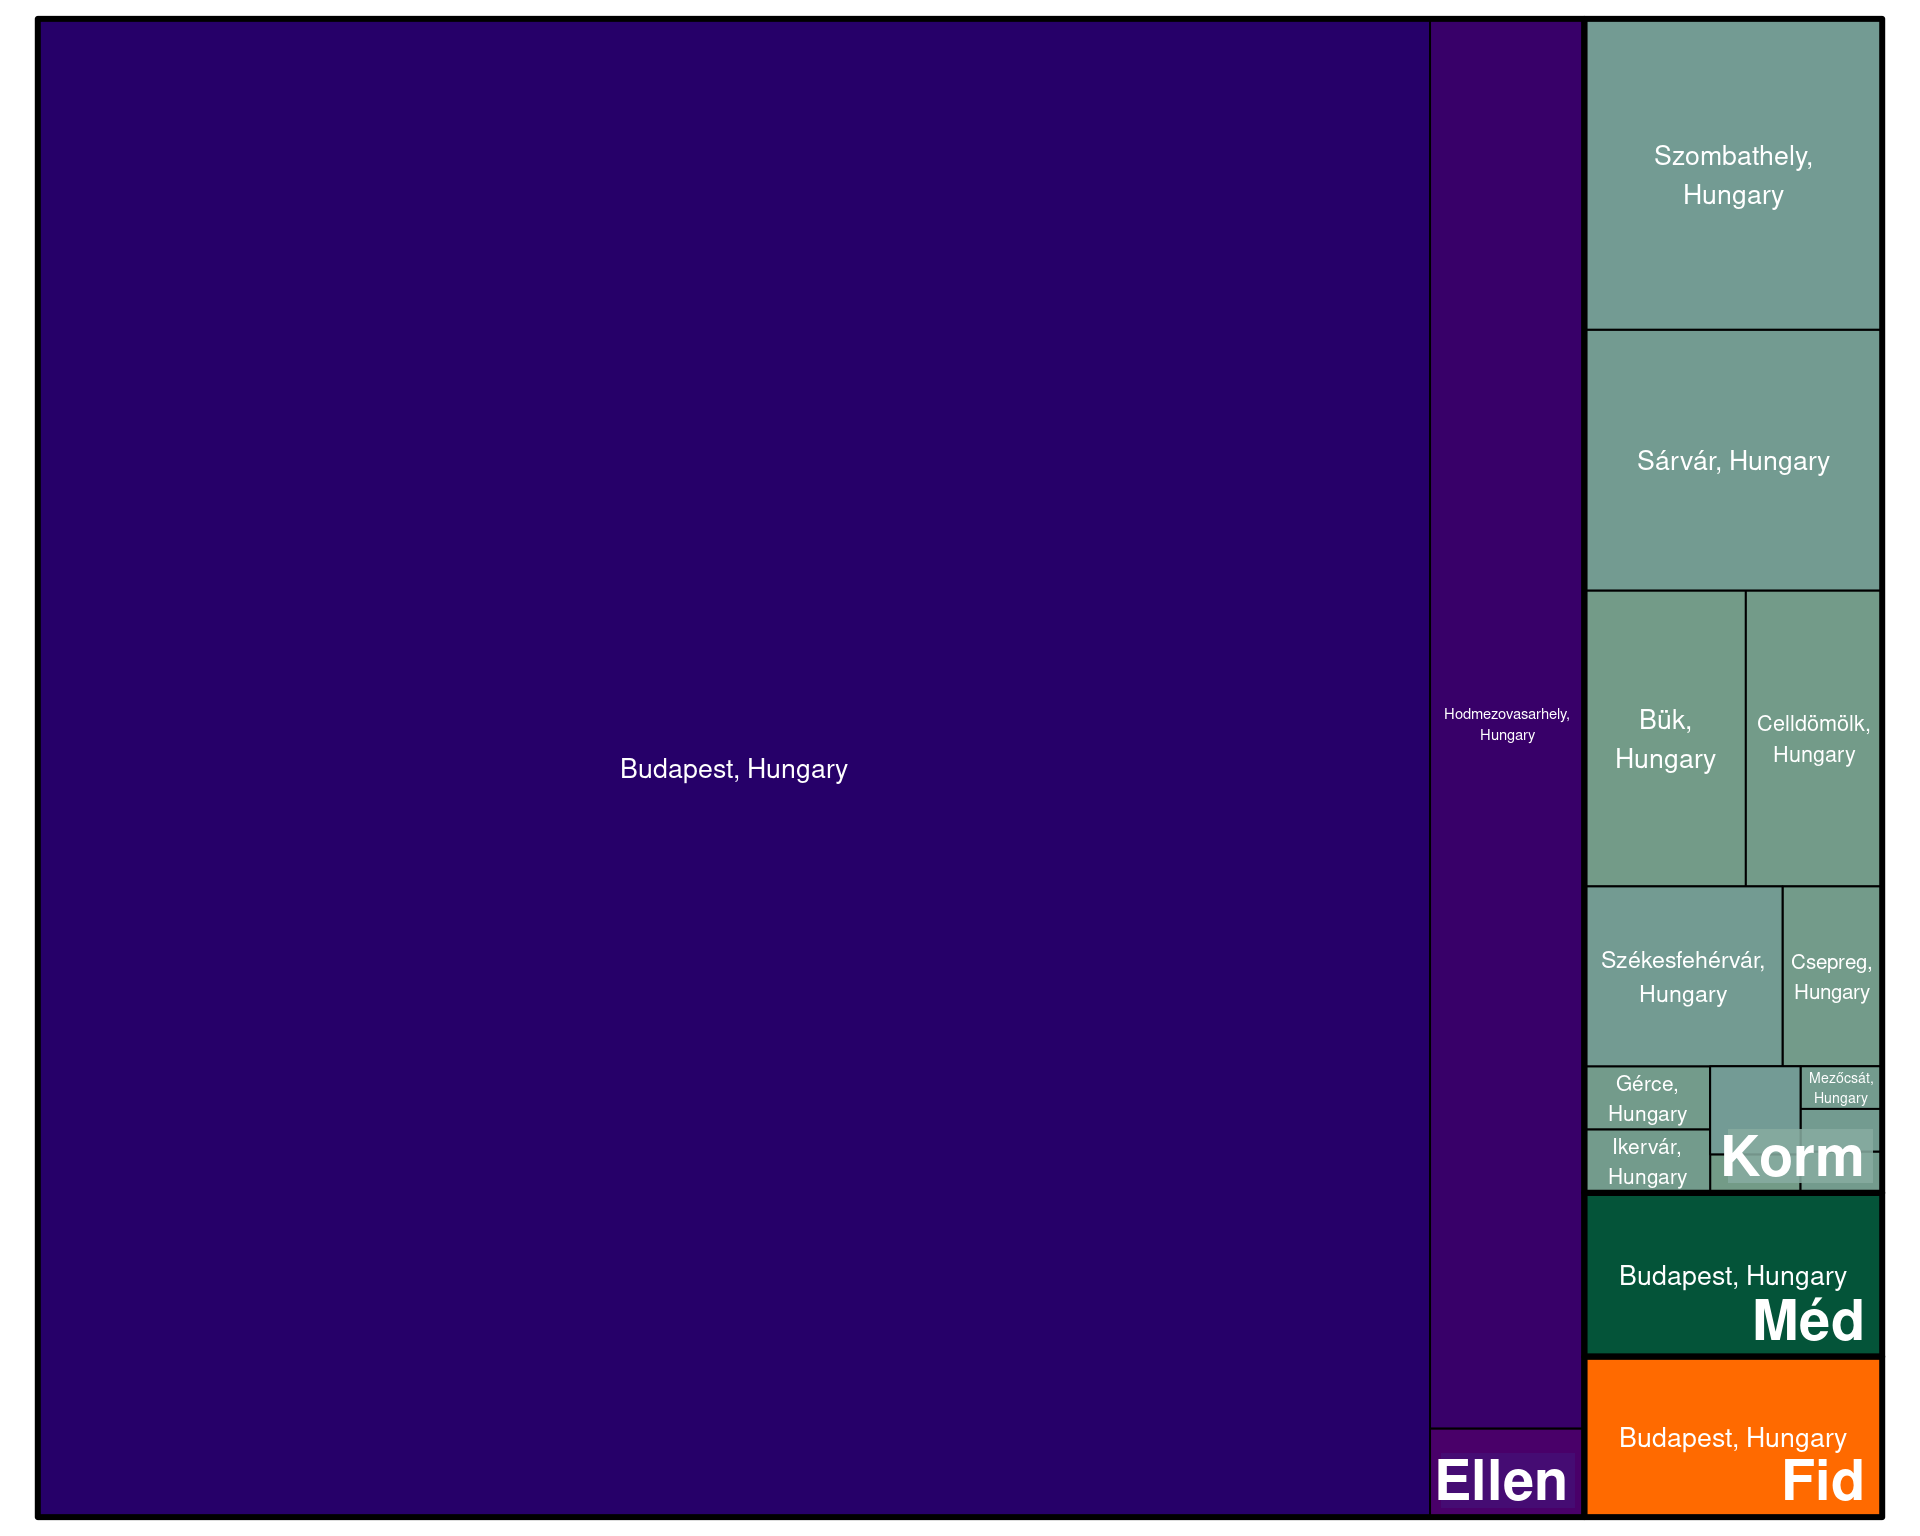 Budapest, Hungary
Hodmezovasarhely,
Hungary
Ellen
Szombathely,
Hungary
Sárvár, Hungary
Bük,
Hungary
Celldömölk,
Hungary
Székesfehérvár,
Hungary
Csepreg,
Hungary
Gérce,
Hungary
Ikervár,
Hungary
Mezőcsát,
Hungary
Korm
Budapest, Hungary
Méd
Budapest, Hungary
Fid